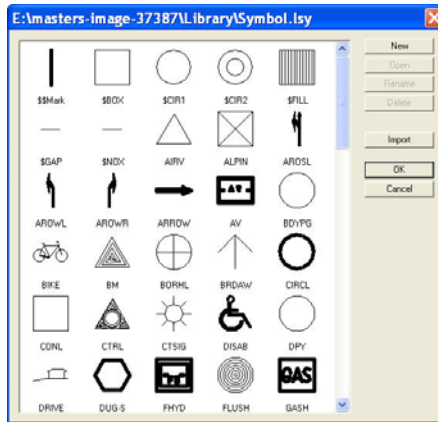 E:\masters-image-37387\Library\Symbol.lsy
New
Open
Rename
Delete
Import
OK
Cancel
$$Mark $BOX $CIR1 $CIR2 $FILL
$GAP $NOX AIRV ALPIN AROSL
AROWL AROWR ARROW AV BDYPG
BIKE BM BORHL BRDAW CIRCL
CONL CTRL CTSIG DISAB DPY
GAS
DRIVE DUG-S FHYD FLUSH GASH